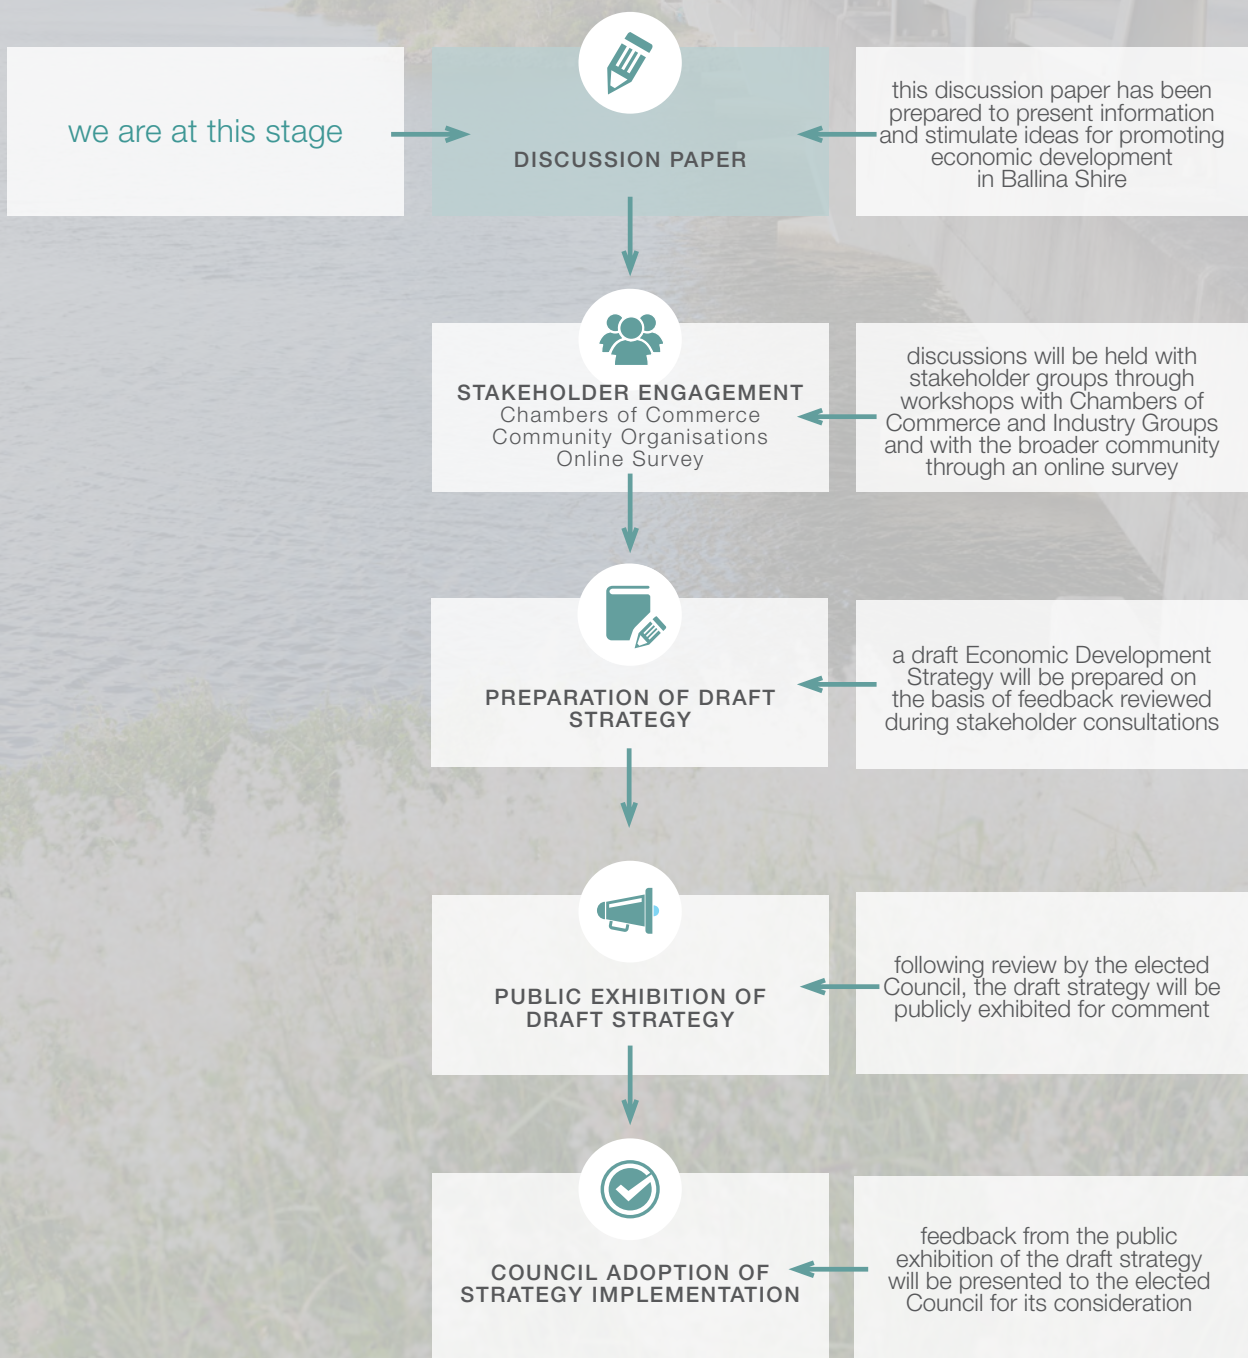 we are at this stage
DISCUSSION PAPER
this discussion paper has been
prepared to present information
and stimulate ideas for promoting
economic development
in Ballina Shire
STAKEHOLDER ENGAGEMENT
Chambers of Commerce
Community Organisations
Online Survey
discussions will be held with
stakeholder groups through
workshops with Chambers of
Commerce and Industry Groups
and with the broader community
through an online survey
PREPARATION OF DRAFT
STRATEGY
a draft Economic Development
Strategy will be prepared on
the basis of feedback reviewed
during stakeholder consultations
PUBLIC EXHIBITION OF
DRAFT STRATEGY
following review by the elected
Council, the draft strategy will be
publicly exhibited for comment
COUNCIL ADOPTION OF
STRATEGY IMPLEMENTATION
feedback from the public
exhibition of the draft strategy
will be presented to the elected
Council for its consideration